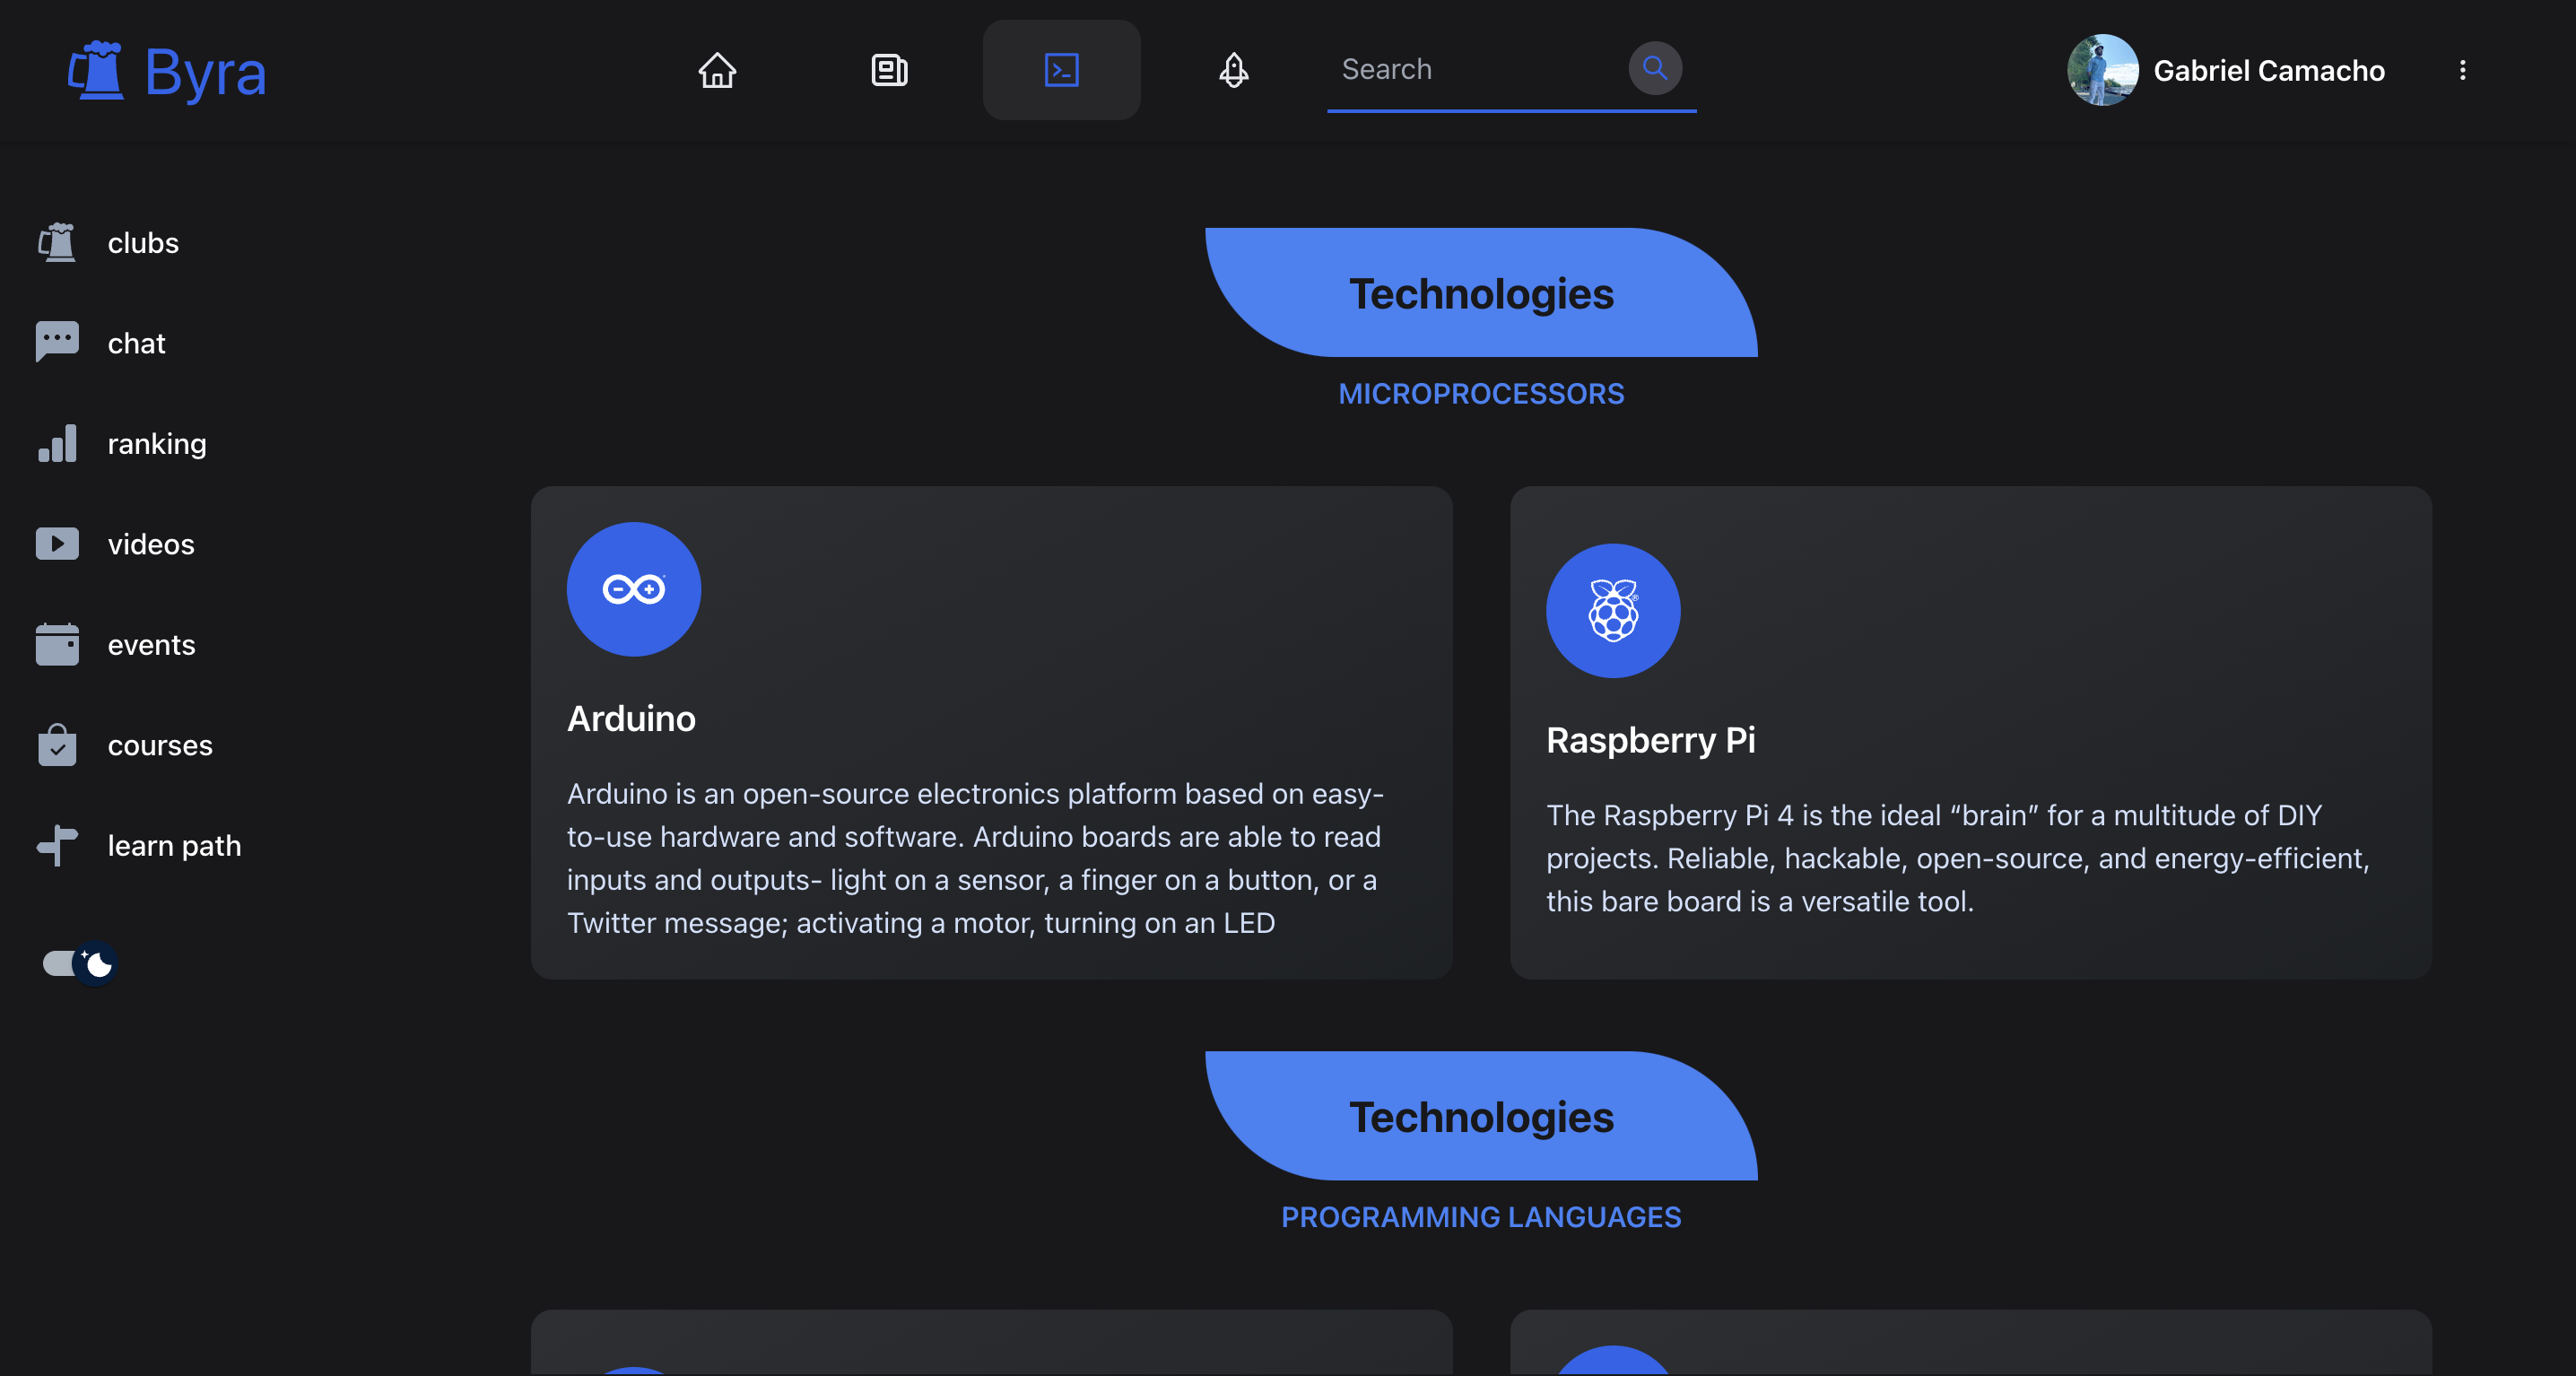 Byra
Search
Gabriel Camacho
clubs
chat
ranking
videos
events
courses
learn path
Technologies
MICROPROCESSORS
Arduino
Arduino is an open-source electronics platform based on easy-
to-use hardware and software. Arduino boards are able to read
inputs and outputs- light on a sensor, a finger on a button, or a
Twitter message; activating a motor, turning on an LED
Raspberry Pi
The Raspberry Pi 4 is the ideal “brain” for a multitude of DIY
projects. Reliable, hackable, open-source, and energy-efficient,
this bare board is a versatile tool.
Technologies
PROGRAMMING LANGUAGES